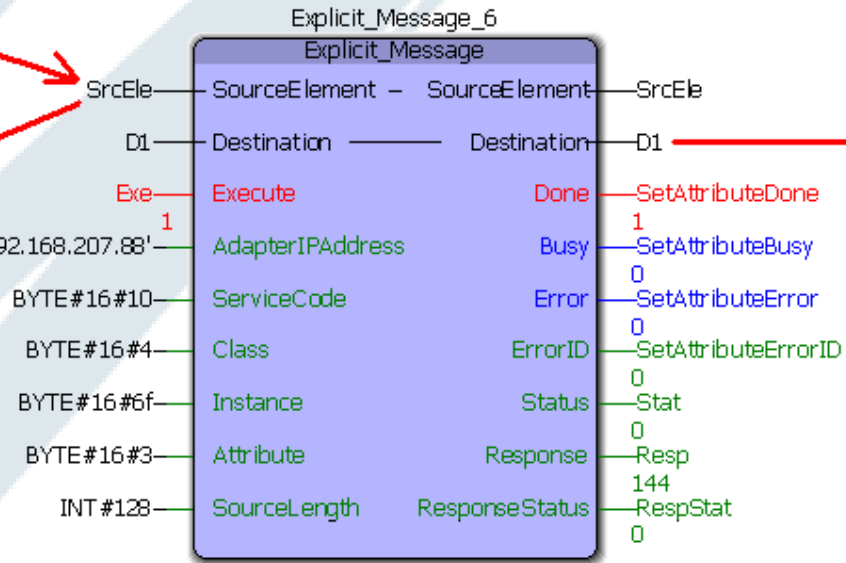 Explicit_Message_6
Explicit_Message
SrcEle SourceElement – SourceElement SrcEle
D1 Destination Destination D1
Exe Execute Done SetAttributeDone
1 1
92.168.207.88' AdapterIPAddress Busy SetAttributeBusy
0
BYTE#16#10 ServiceCode Error SetAttributeError
0
BYTE#16#4 Class ErrorID SetAttributeErrorID
0
BYTE#16#6f Instance Status Stat
0
BYTE#16#3 Attribute Response Resp
144
INT#128 SourceLength ResponseStatus RespStat
0